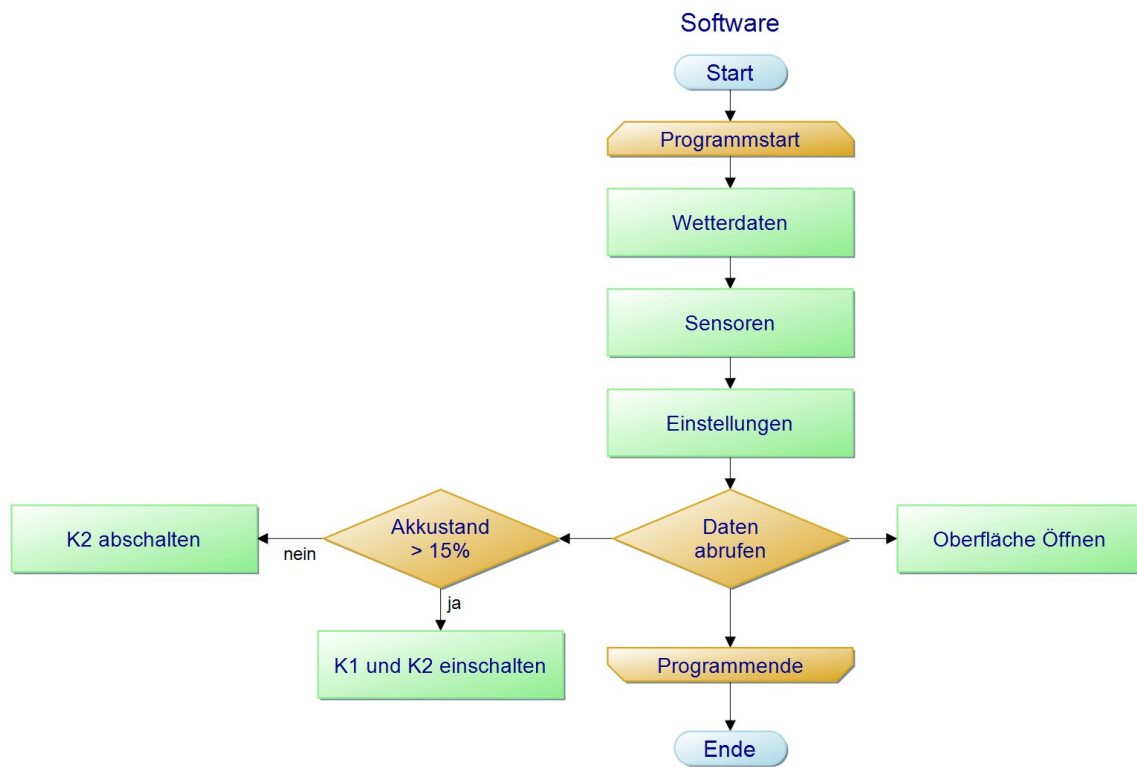 Software
Start
Programmstart
Wetterdaten
Sensoren
Einstellungen
K2 abschalten
nein
Akkustand
> 15%
Daten
abrufen
Oberfläche Öffnen
ja
K1 und K2 einschalten
Programmende
Ende